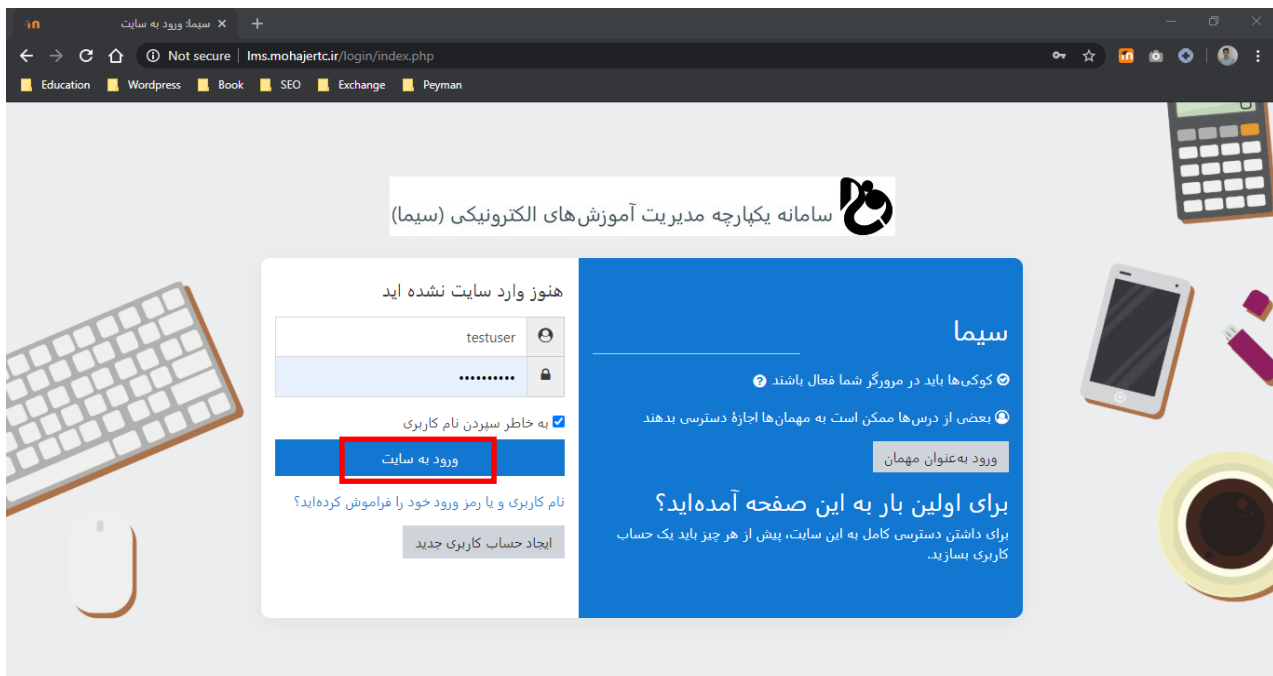 سیما: ورود به سایت
Not secure | lms.mohajertc.ir/login/index.php
Education Wordpress Book SEO Exchange Peyman
سامانه یکپارچه مدیریت آموزش‌های الکترونیکی (سیما)
هنوز وارد سایت نشده اید
testuser
••••••••••
به خاطر سپردن نام کاربری
ورود به سایت
نام کاربری و یا رمز ورود خود را فراموش کرده‌اید؟
ایجاد حساب کاربری جدید
سیما
کوکی‌ها باید در مرورگر شما فعال باشند
بعضی از درس‌ها ممکن است به مهمان‌ها اجازهٔ دسترسی بدهند
ورود به‌عنوان مهمان
برای اولین بار به این صفحه آمده‌اید؟
برای داشتن دسترسی کامل به این سایت، پیش از هر چیز باید یک حساب
کاربری بسازید.